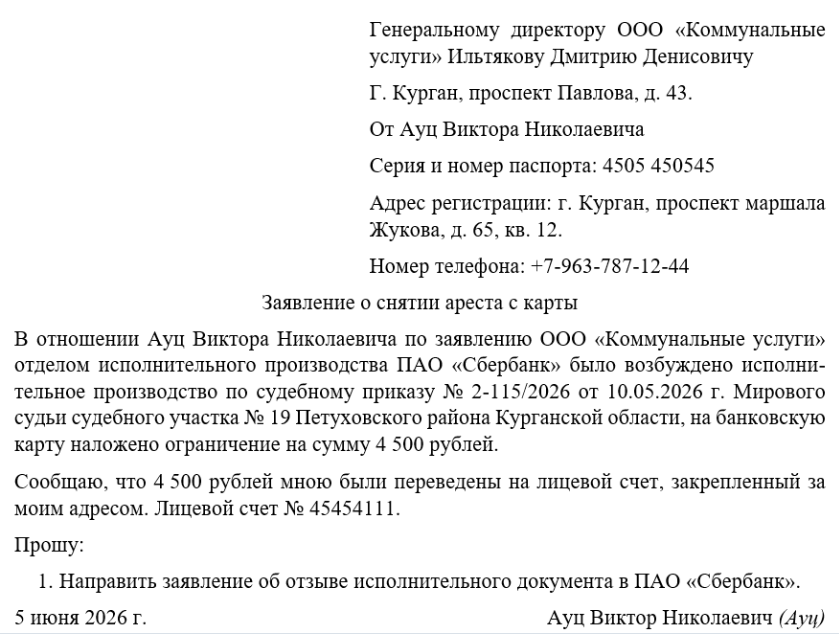 Генеральному директору ООО «Коммунальные
услуги» Ильтякову Дмитрию Денисовичу
Г. Курган, проспект Павлова, д. 43.
От Ауц Виктора Николаевича
Серия и номер паспорта: 4505 450545
Адрес регистрации: г. Курган, проспект маршала
Жукова, д. 65, кв. 12.
Номер телефона: +7-963-787-12-44
Заявление о снятии ареста с карты
В отношении Ауц Виктора Николаевича по заявлению ООО «Коммунальные услуги»
отделом исполнительного производства ПАО «Сбербанк» было возбуждено исполни-
тельное производство по судебному приказу № 2-115/2026 от 10.05.2026 г. Мирового
судьи судебного участка № 19 Петуховского района Курганской области, на банковскую
карту наложено ограничение на сумму 4 500 рублей.
Сообщаю, что 4 500 рублей мною были переведены на лицевой счет, закрепленный за
моим адресом. Лицевой счет № 45454111.
Прошу:
1. Направить заявление об отзыве исполнительного документа в ПАО «Сбербанк».
5 июня 2026 г. Ауц Виктор Николаевич (Ауц)